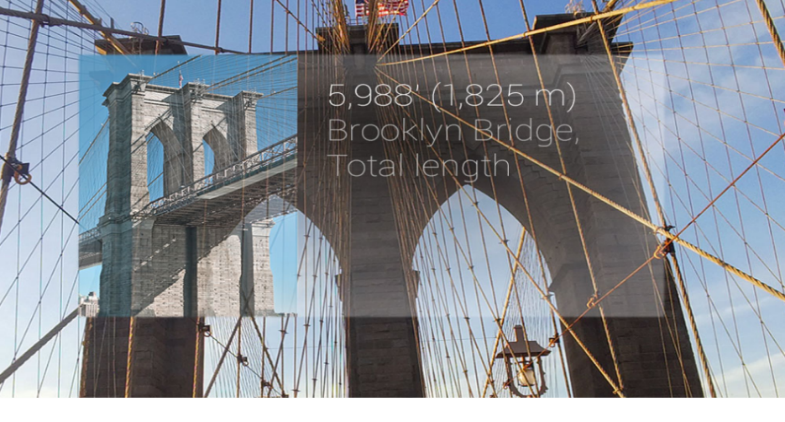 5,988' (1,825 m)
Brooklyn Bridge,
Total length